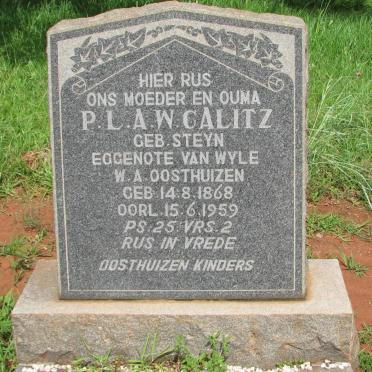 HIER RUS
ONS MOEDER EN OUMA
P.L.A.W. CALITZ
GEB. STEYN
EGGENOTE VAN WYLE
W.A. OOSTHUIZEN
GEB 14.8.1868
OORL 15.6.1959
PS. 25 VRS. 2
RUS IN VREDE
OOSTHUIZEN KINDERS